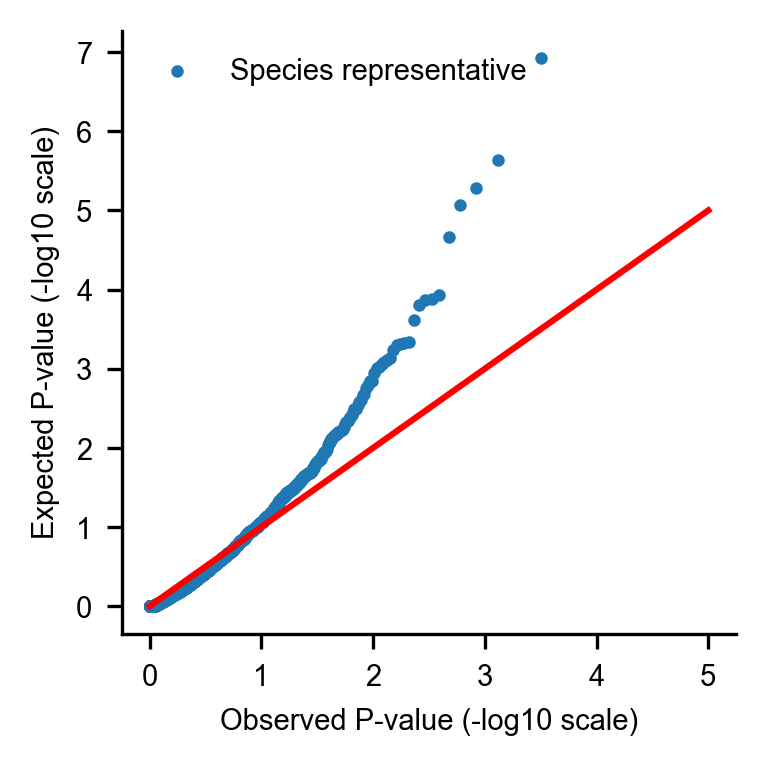 Species representative
Expected P-value (-log10 scale)
7
6
5
4
3
2
1
0
0 1 2 3 4 5
Observed P-value (-log10 scale)